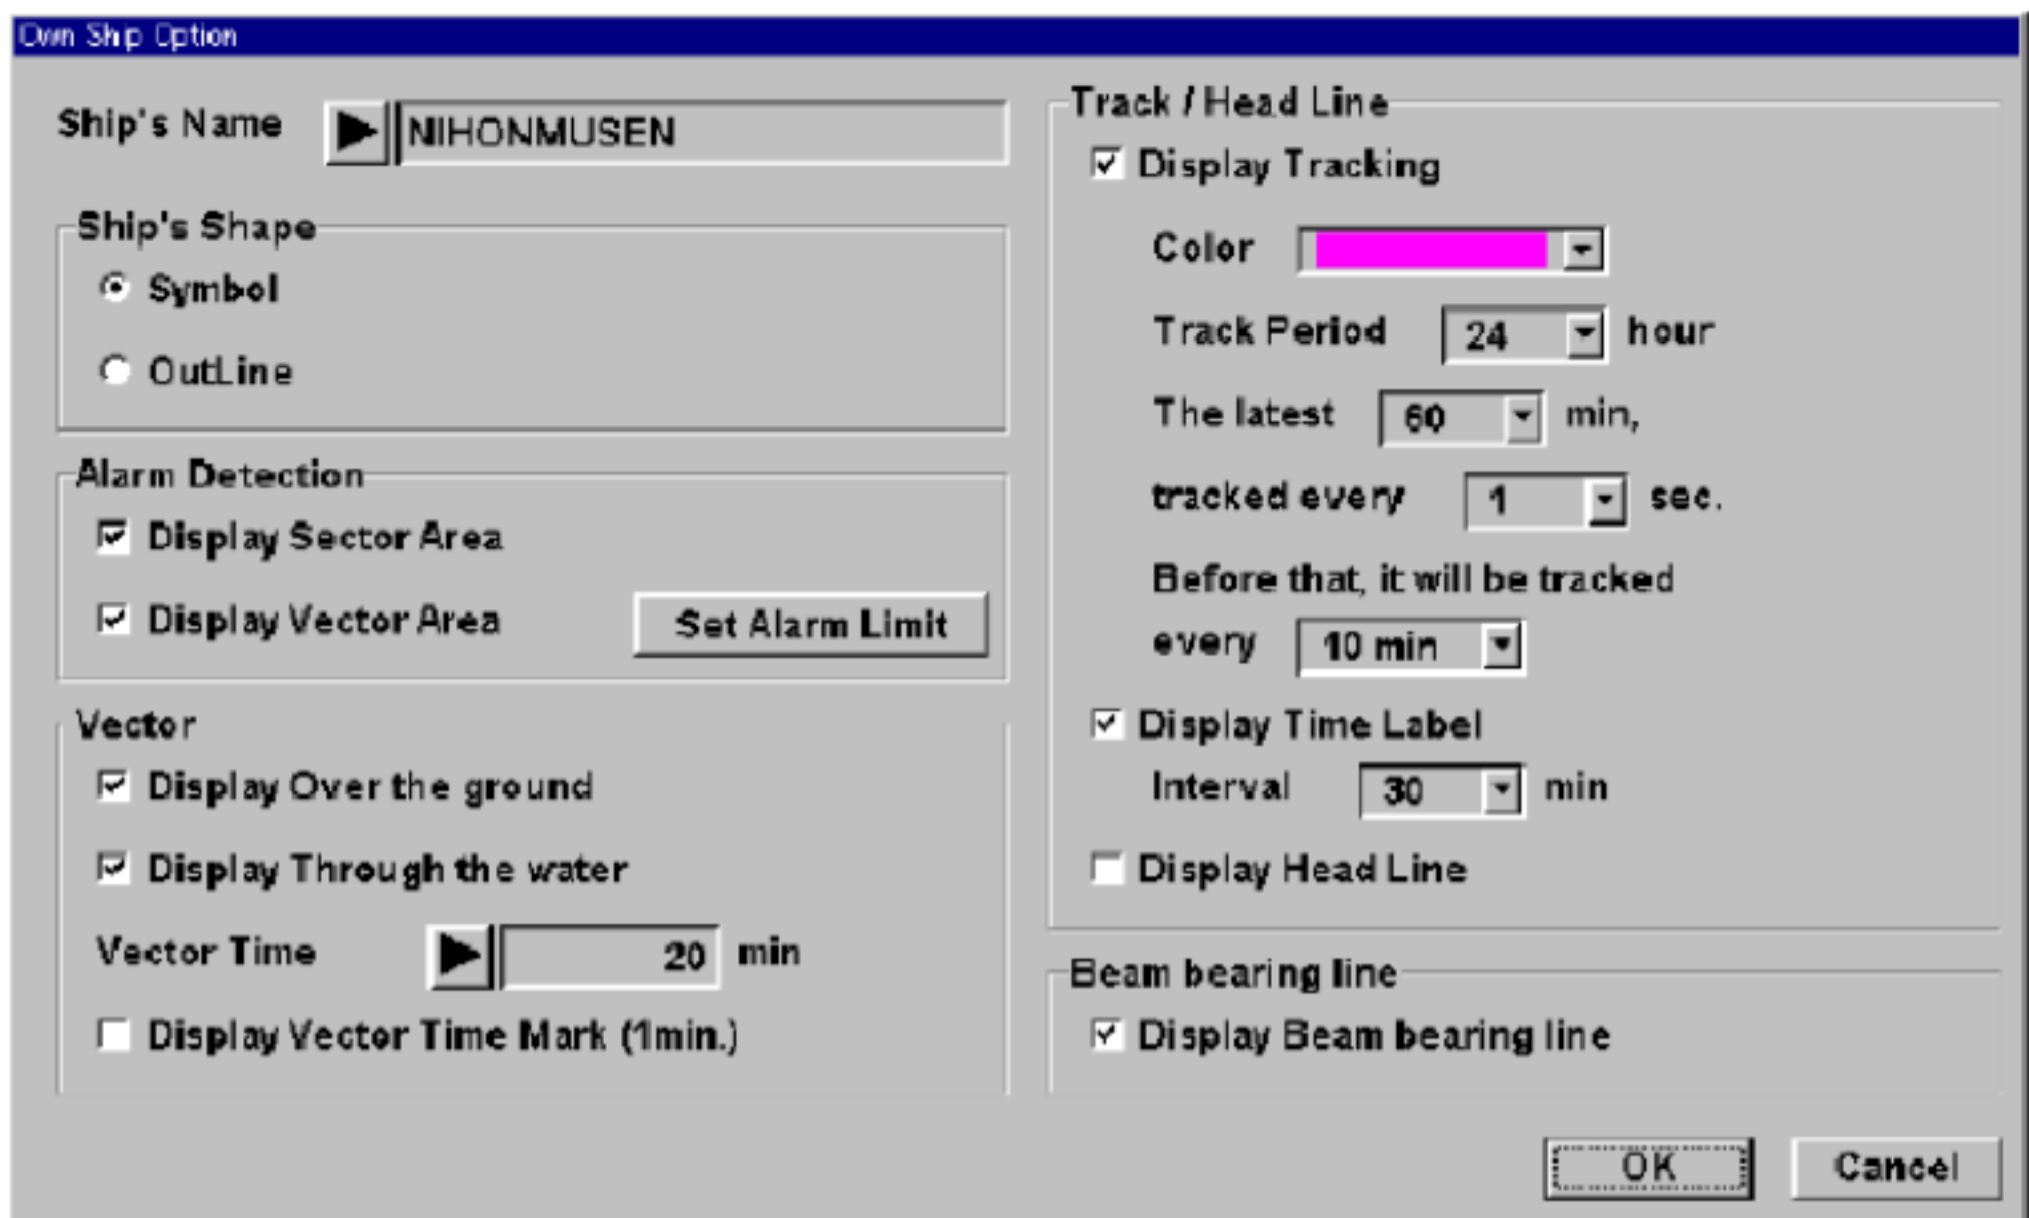 Own Ship Option
Ship's Name NIHONMUSEN
Ship's Shape
Symbol
OutLine
Alarm Detection
Display Sector Area
Display Vector Area Set Alarm Limit
Vector
Display Over the ground
Display Through the water
Vector Time 20 min
Display Vector Time Mark (1min.)
Track / Head Line
Display Tracking
Color
Track Period 24 hour
The latest 60 min,
tracked every 1 sec.
Before that, it will be tracked
every 10 min
Display Time Label
Interval 30 min
Display Head Line
Beam bearing line
Display Beam bearing line
OK Cancel